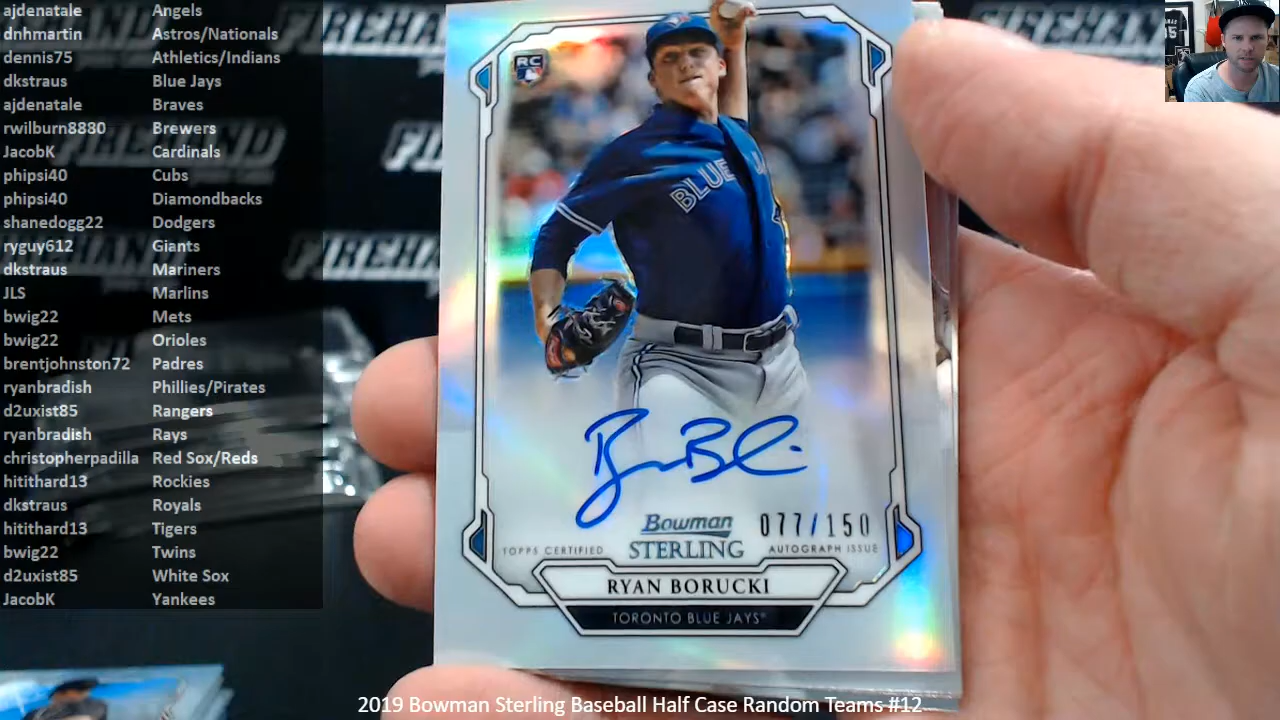 ajdenatale Angels
dnhmartin Astros/Nationals
dennis75 Athletics/Indians
dkstraus Blue Jays
ajdenatale Braves
rwilburn8880 Brewers
JacobK Cardinals
phipsi40 Cubs
phipsi40 Diamondbacks
shanedogg22 Dodgers
ryguy612 Giants
dkstraus Mariners
JLS Marlins
bwig22 Mets
bwig22 Orioles
brentjohnston72 Padres
ryanbradish Phillies/Pirates
d2uxist85 Rangers
ryanbradish Rays
christopherpadilla Red Sox/Reds
hitithard13 Rockies
dkstraus Royals
hitithard13 Tigers
bwig22 Twins
d2uxist85 White Sox
JacobK Yankees
RC
BLUE
Bowman
STERLING
077/150
TOPPS CERTIFIED
AUTOGRAPH ISSUE
RYAN BORUCKI
TORONTO BLUE JAYS
2019 Bowman Sterling Baseball Half Case Random Teams #12